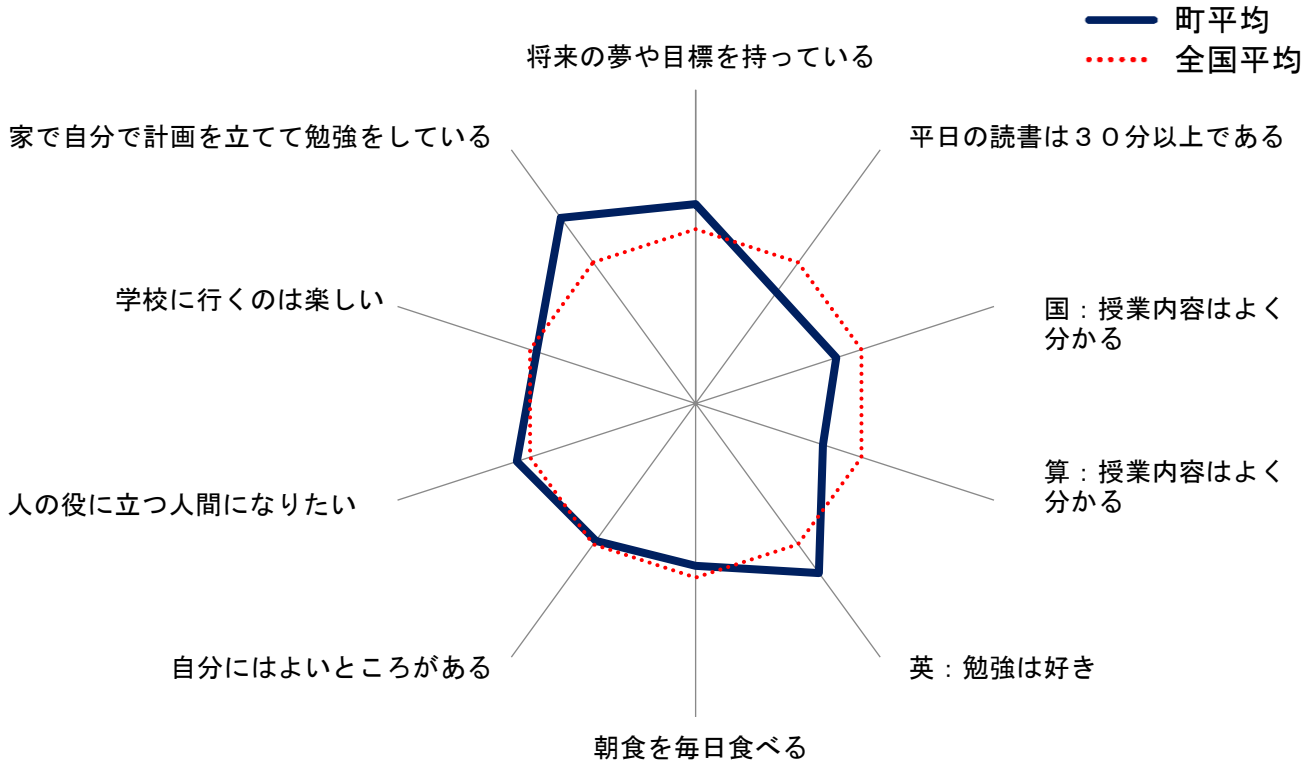 町平均
全国平均
将来の夢や目標を持っている
平日の読書は３０分以上である
国：授業内容はよく
分かる
算：授業内容はよく
分かる
英：勉強は好き
朝食を毎日食べる
自分にはよいところがある
人の役に立つ人間になりたい
学校に行くのは楽しい
家で自分で計画を立てて勉強をしている